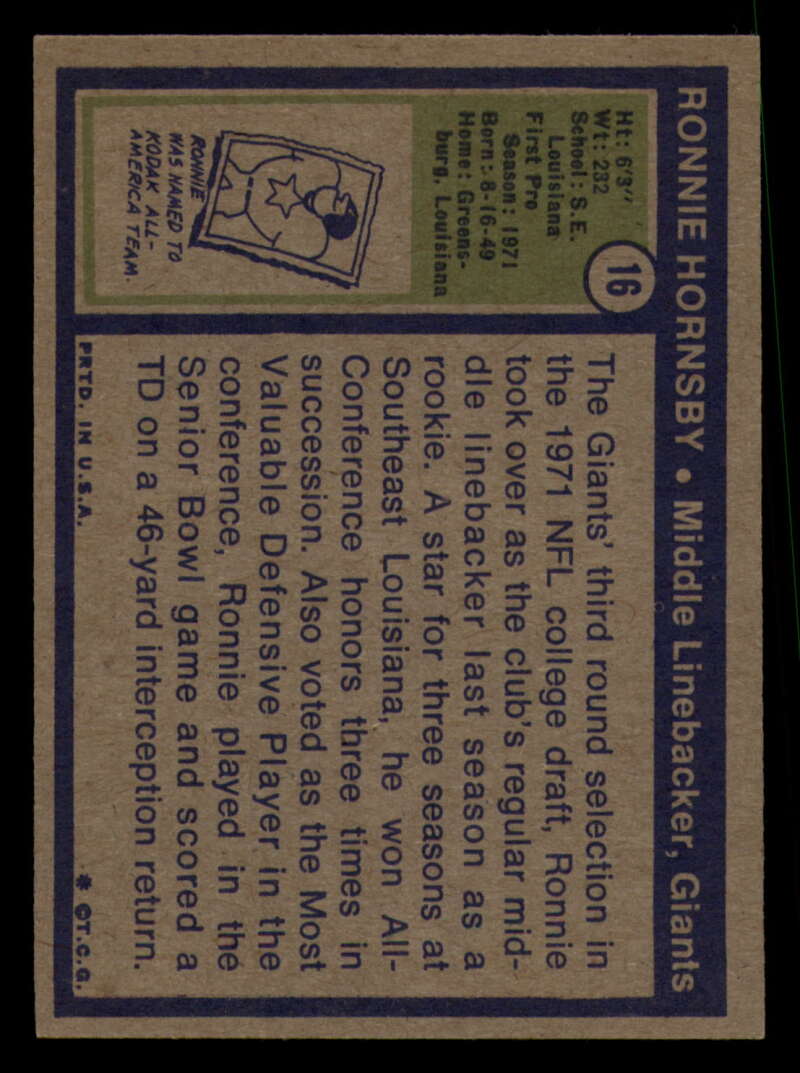 RONNIE HORNSBY • Middle Linebacker, Giants
16
Ht: 6'3"
Wt: 232
School: S.E.
Louisiana
First Pro
Season: 1971
Born: 8-16-49
Home: Greens-
burg, Louisiana
RONNIE
WAS NAMED TO
KODAK ALL-
AMERICA TEAM.
The Giants' third round selection in
the 1971 NFL college draft, Ronnie
took over as the club's regular mid-
dle linebacker last season as a
rookie. A star for three seasons at
Southeast Louisiana, he won All-
Conference honors three times in
succession. Also voted as the Most
Valuable Defensive Player in the
conference, Ronnie played in the
Senior Bowl game and scored a
TD on a 46-yard interception return.
PRTD. IN U.S.A.
* ©T.C.G.